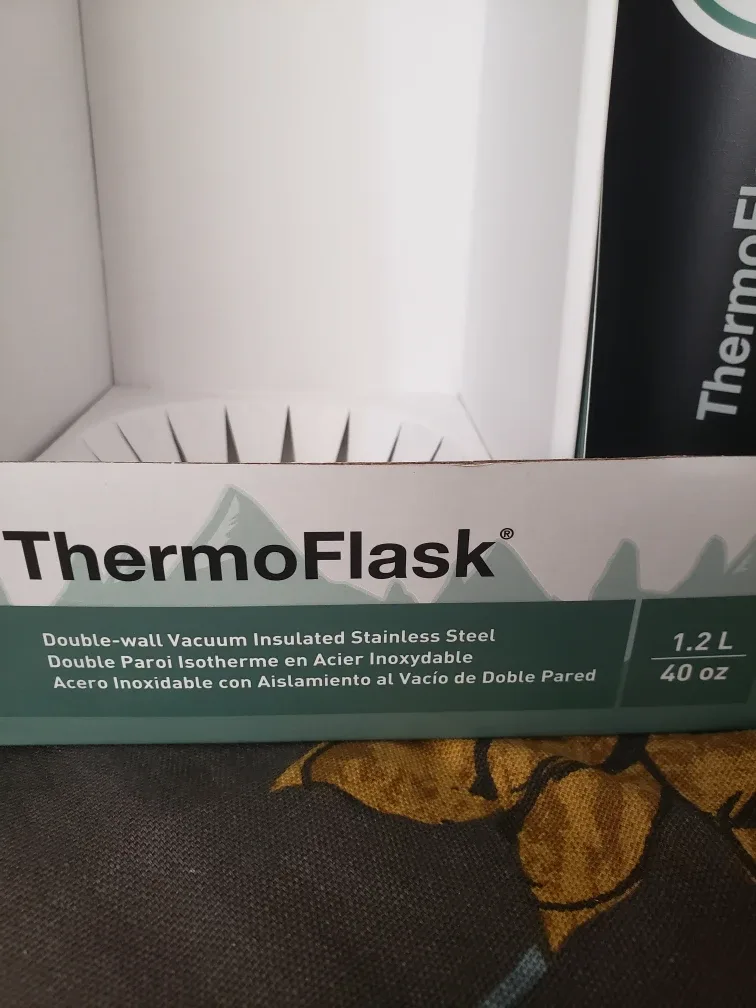 ThermoFlask®
Double-wall Vacuum Insulated Stainless Steel
Double Paroi Isotherme en Acier Inoxydable
Acero Inoxidable con Aislamiento al Vacío de Doble Pared
1.2 L
40 oz